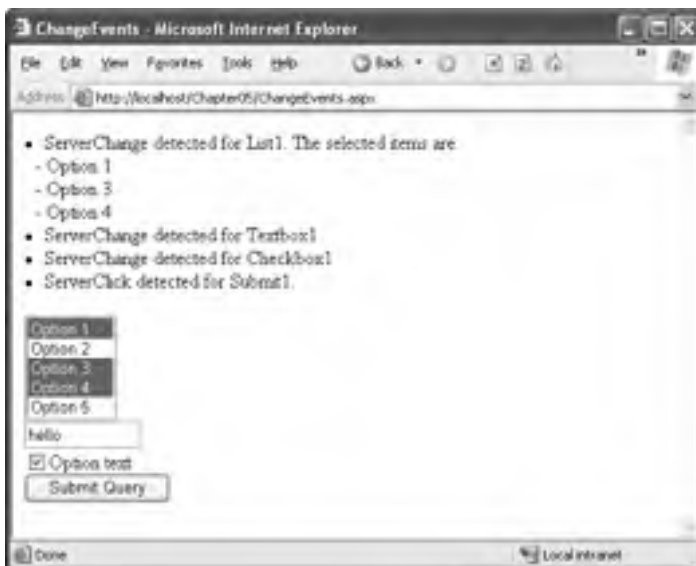 ChangeEvents - Microsoft Internet Explorer
File Edit View Favorites Tools Help Back
Address http://localhost/Chapter05/ChangeEvents.aspx
• ServerChange detected for List1. The selected items are
- Option 1
- Option 3
- Option 4
• ServerChange detected for Textbox1
• ServerChange detected for Checkbox1
• ServerClick detected for Submit1.
Option 1
Option 2
Option 3
Option 4
Option 5
hello
Option text
Submit Query
Done
Local intranet